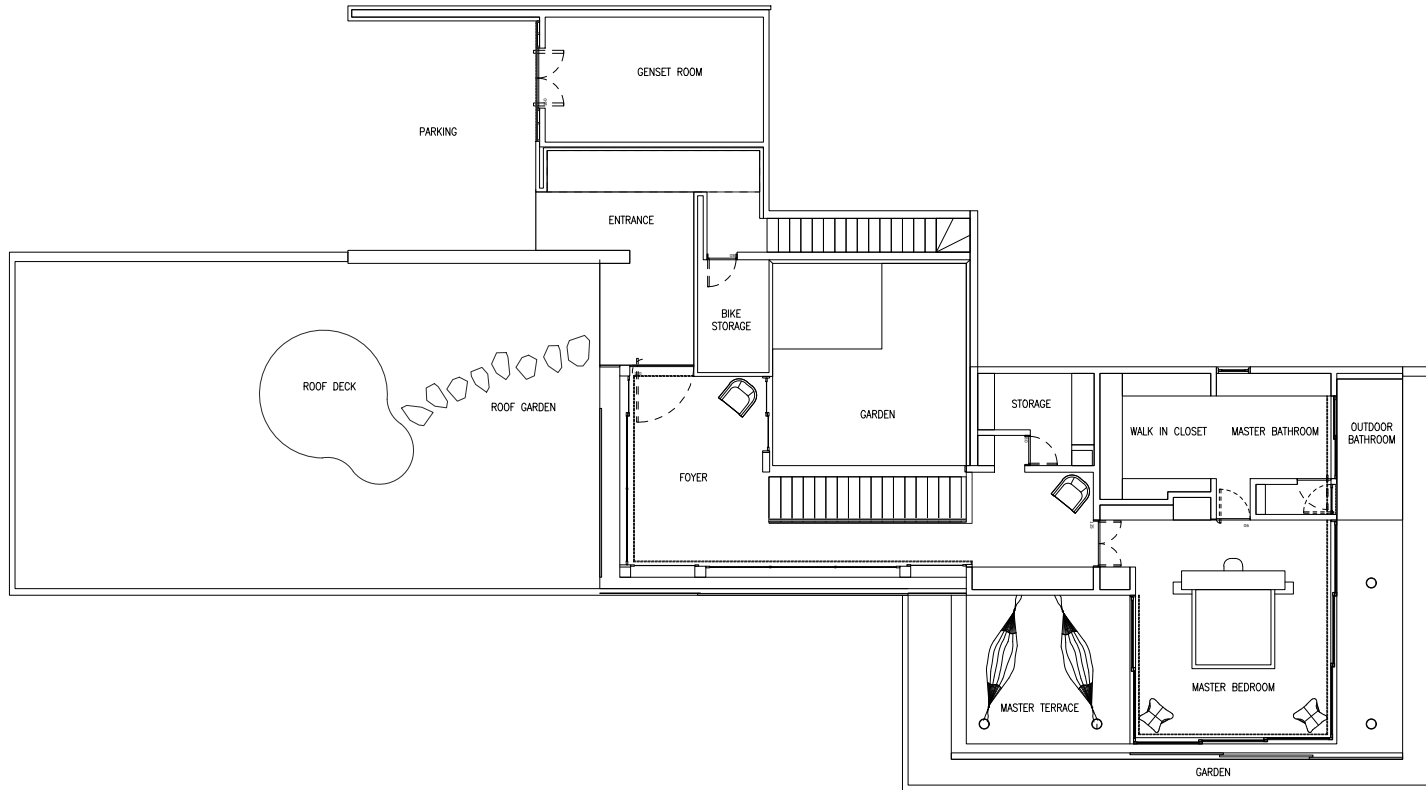 GENSET ROOM
PARKING
ENTRANCE
BIKE
STORAGE
ROOF DECK
ROOF GARDEN
GARDEN
STORAGE
WALK IN CLOSET
MASTER BATHROOM
OUTDOOR
BATHROOM
FOYER
MASTER BEDROOM
MASTER TERRACE
GARDEN